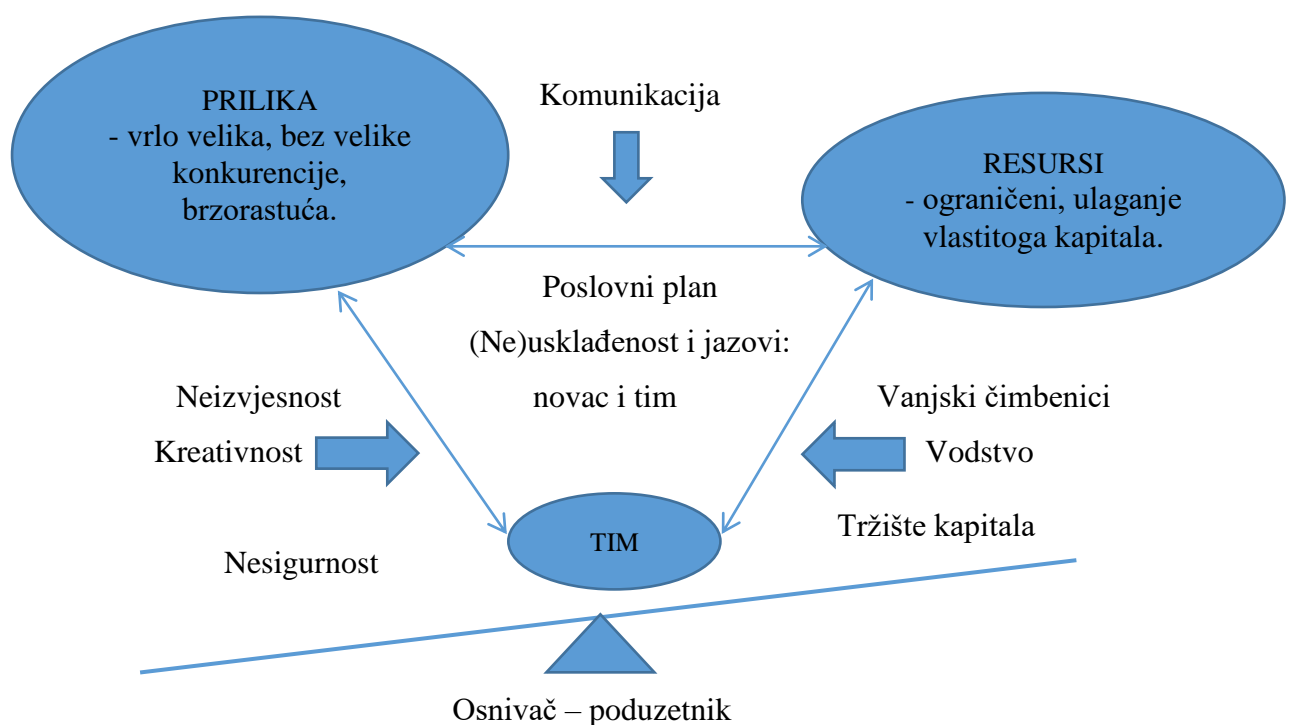 PRILIKA
- vrlo velika, bez velike
konkurencije,
brzorastuća.
Komunikacija
RESURSI
- ograničeni, ulaganje
vlastitoga kapitala.
Poslovni plan
(Ne)usklađenost i jazovi:
novac i tim
Neizvjesnost
Kreativnost
Nesigurnost
Vanjski čimbenici
Vodstvo
Tržište kapitala
TIM
Osnivač – poduzetnik